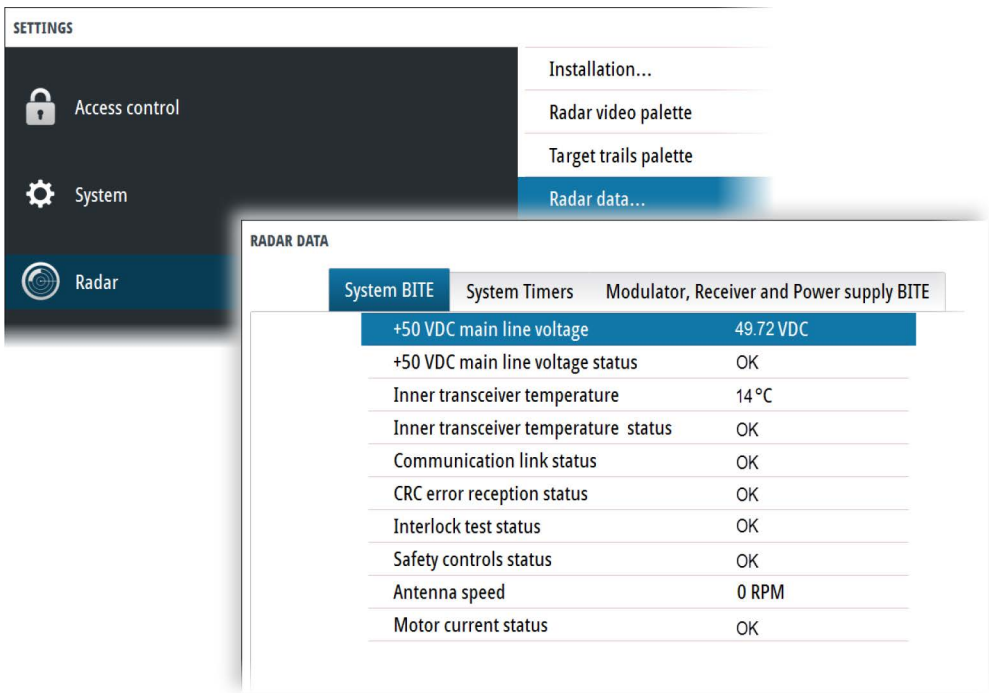 SETTINGS
Access control
System
Radar
Installation...
Radar video palette
Target trails palette
Radar data...
RADAR DATA
System BITE System Timers Modulator, Receiver and Power supply BITE
+50 VDC main line voltage 49.72 VDC
+50 VDC main line voltage status OK
Inner transceiver temperature 14 °C
Inner transceiver temperature status OK
Communication link status OK
CRC error reception status OK
Interlock test status OK
Safety controls status OK
Antenna speed 0 RPM
Motor current status OK